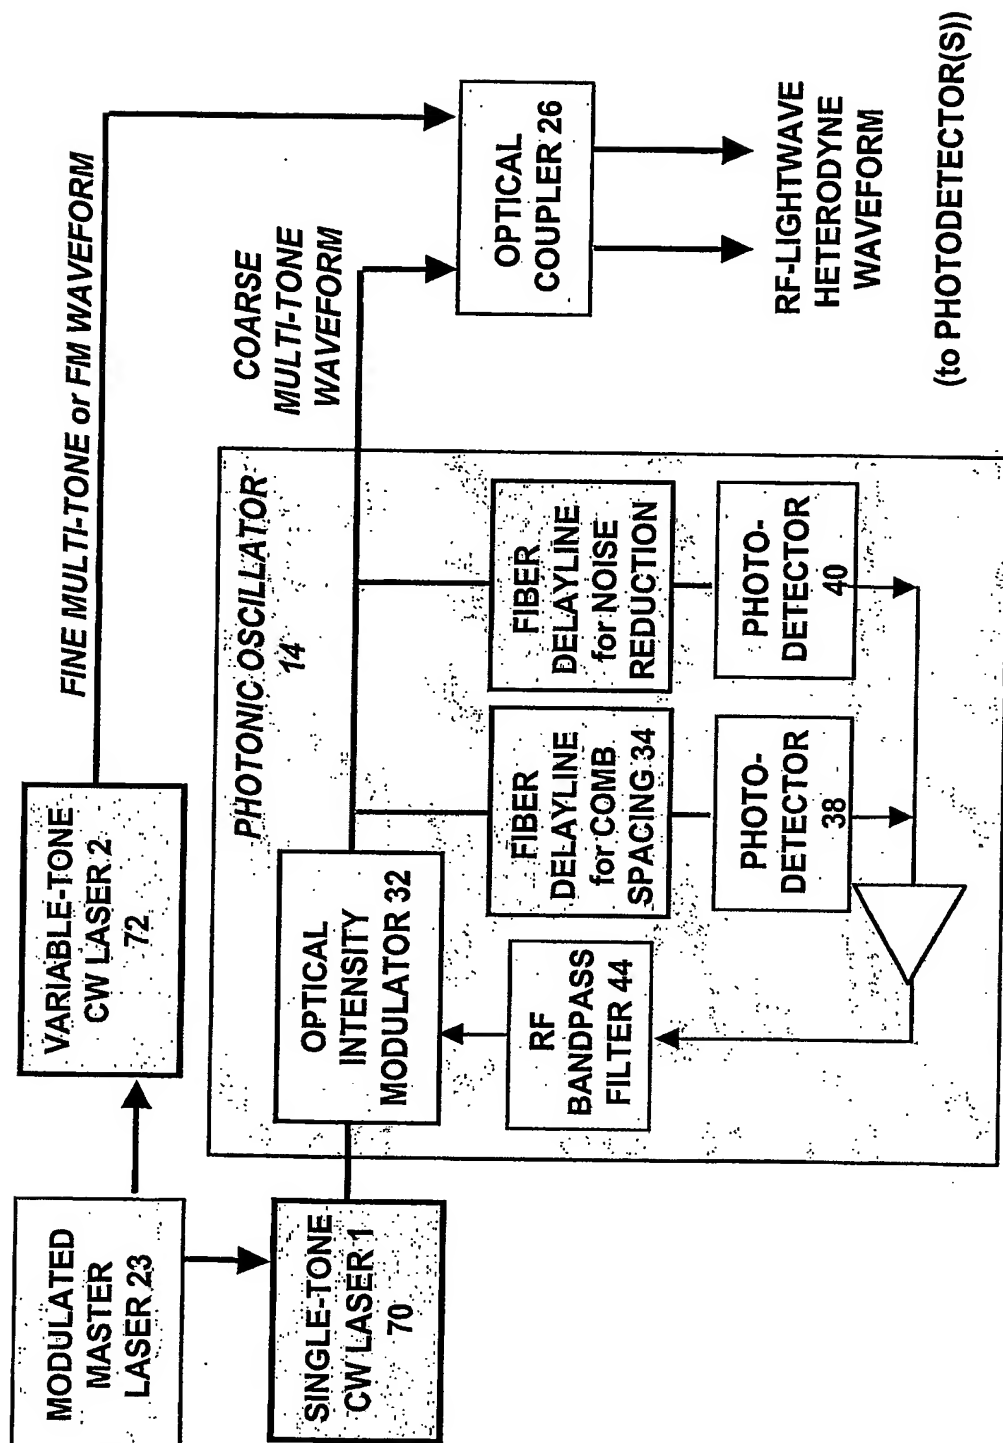 MODULATED
MASTER
LASER 23
VARIABLE-TONE
CW LASER 2
72
FINE MULTI-TONE or FM WAVEFORM
SINGLE-TONE
CW LASER 1
70
PHOTONIC OSCILLATOR
14
OPTICAL
INTENSITY
MODULATOR 32
COARSE
MULTI-TONE
WAVEFORM
RF
BANDPASS
FILTER 44
FIBER
DELAYLINE
for COMB
SPACING 34
FIBER
DELAYLINE
for NOISE
REDUCTION
PHOTO-
DETECTOR
38
PHOTO-
DETECTOR
40
OPTICAL
COUPLER 26
RF-LIGHTWAVE
HETERODYNE
WAVEFORM
(to PHOTODETECTOR(S))